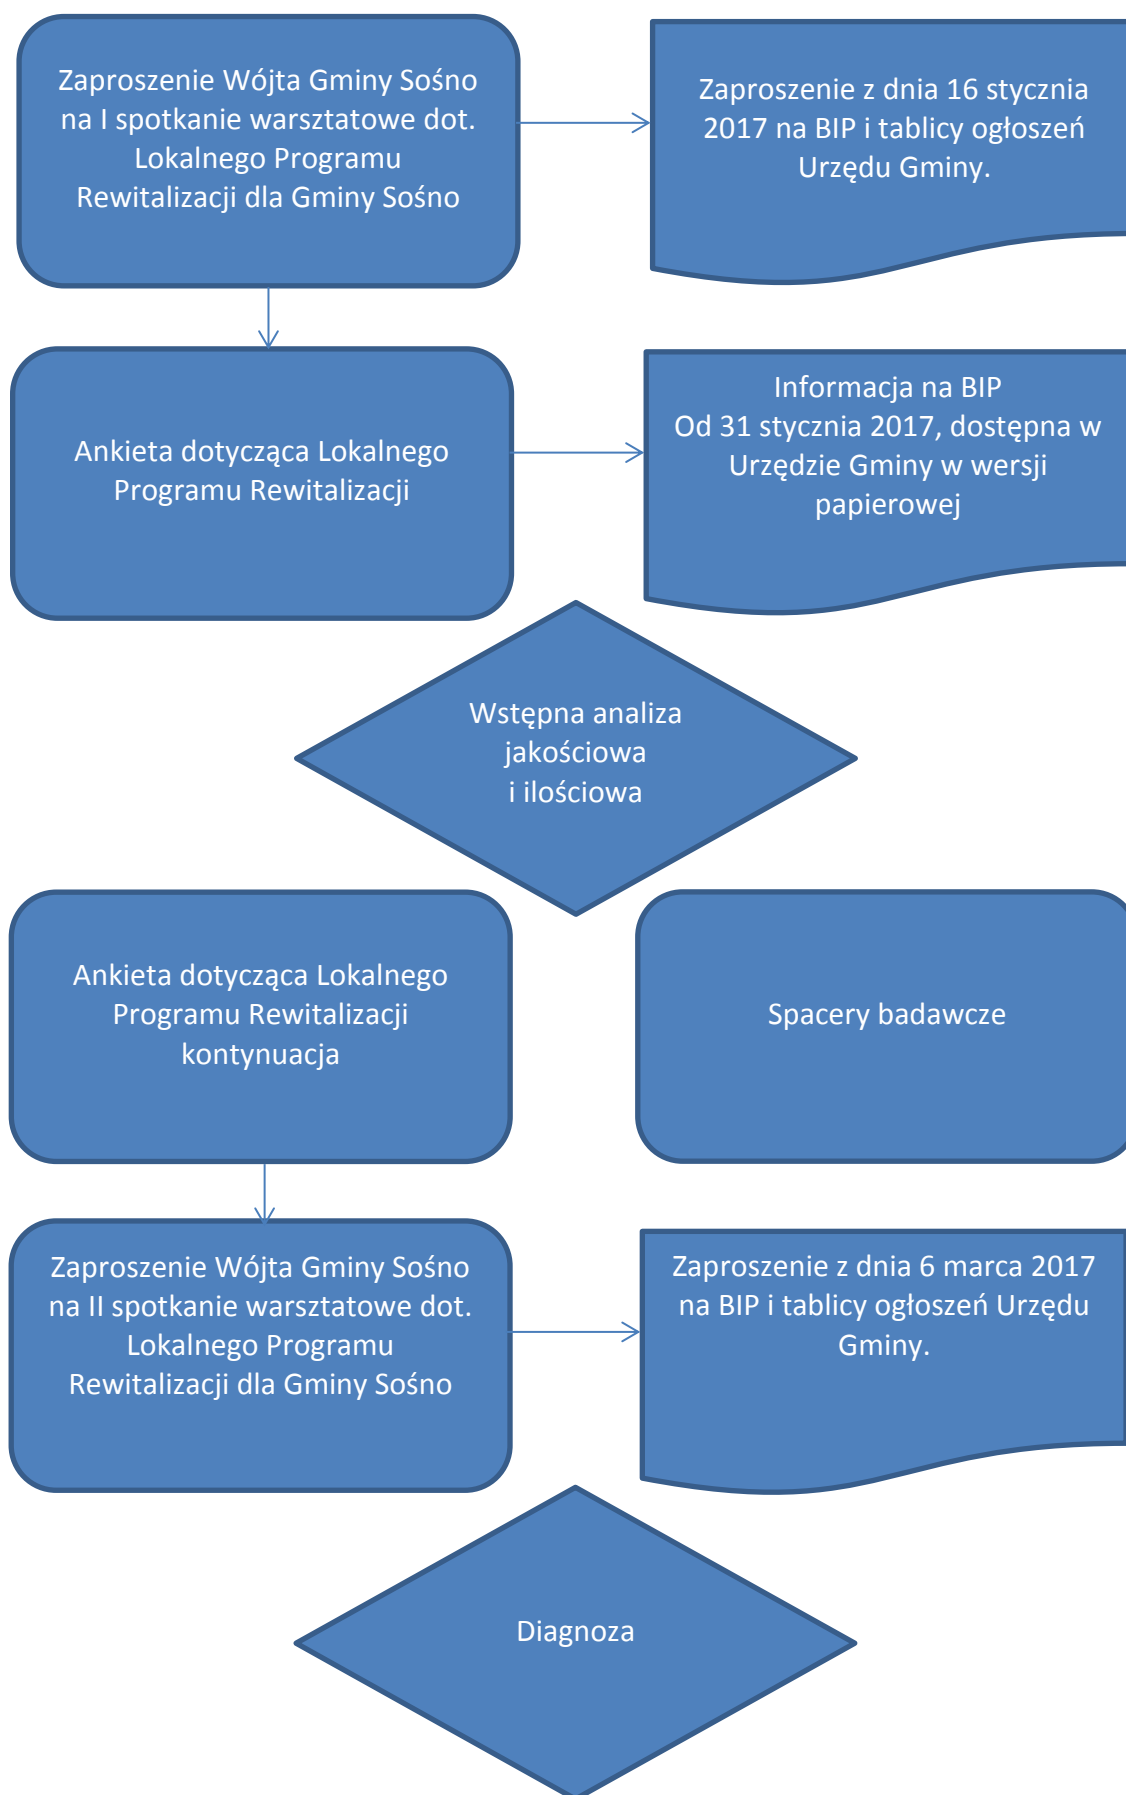 Zaproszenie Wójta Gminy Sośno
na I spotkanie warsztatowe dot.
Lokalnego Programu
Rewitalizacji dla Gminy Sośno
Zaproszenie z dnia 16 stycznia
2017 na BIP i tablicy ogłoszeń
Urzędu Gminy.
Ankieta dotycząca Lokalnego
Programu Rewitalizacji
Informacja na BIP
Od 31 stycznia 2017, dostępna w
Urzędzie Gminy w wersji
papierowej
Wstępna analiza
jakościowa
i ilościowa
Ankieta dotycząca Lokalnego
Programu Rewitalizacji
kontynuacja
Spacery badawcze
Zaproszenie Wójta Gminy Sośno
na II spotkanie warsztatowe dot.
Lokalnego Programu
Rewitalizacji dla Gminy Sośno
Zaproszenie z dnia 6 marca 2017
na BIP i tablicy ogłoszeń Urzędu
Gminy.
Diagnoza